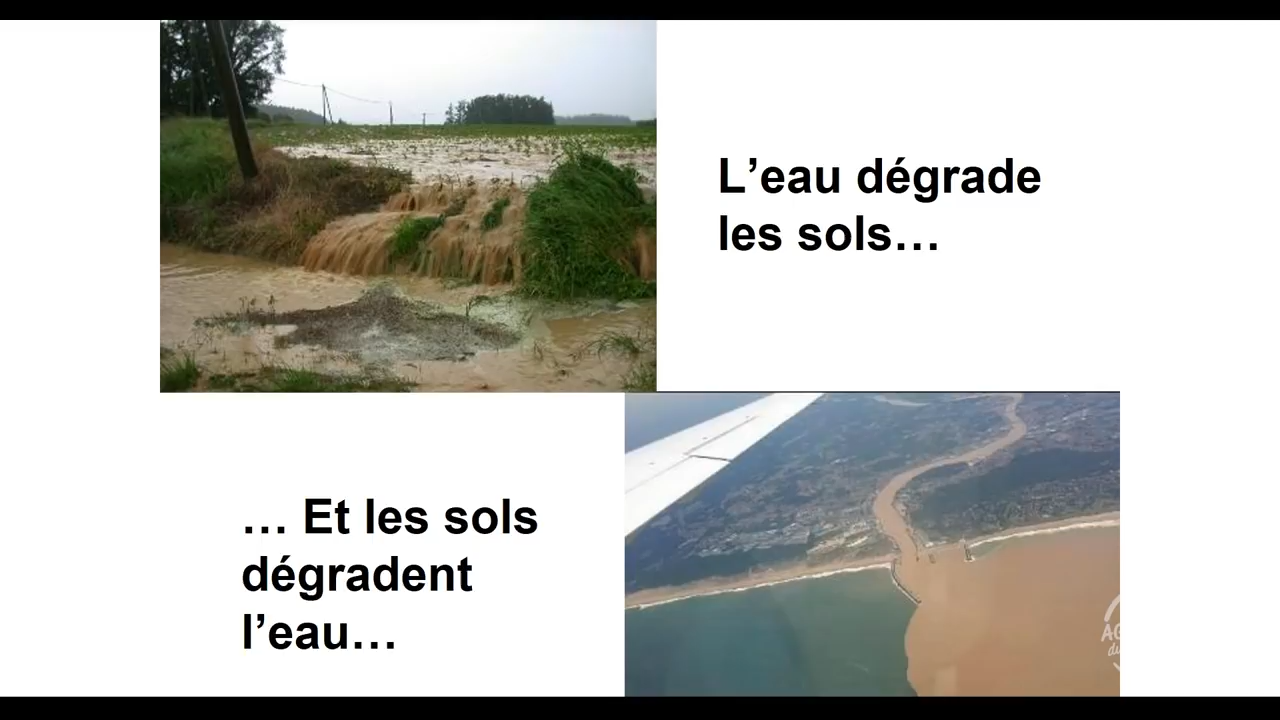 L’eau dégrade
les sols…
… Et les sols
dégradent
l’eau…